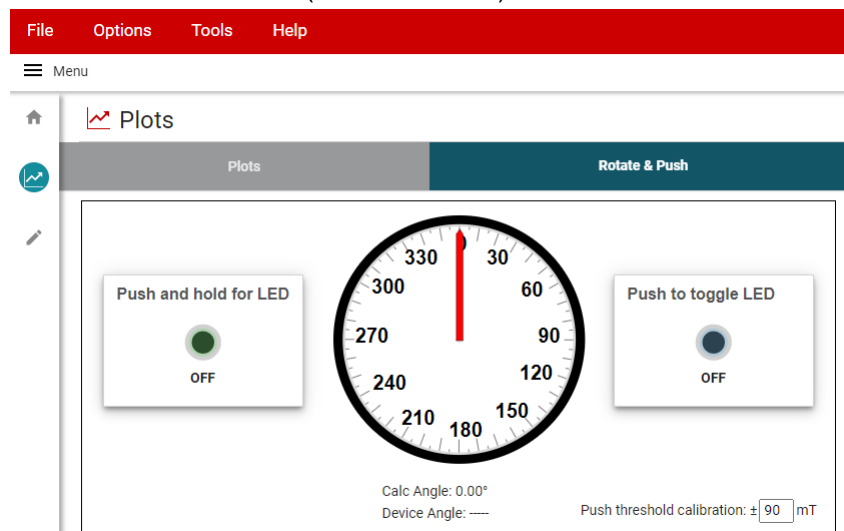 File Options Tools Help
Menu
Plots
Plots Rotate & Push
Push and hold for LED
OFF
0
30
60
90
120
150
180
210
240
270
300
330
Push to toggle LED
OFF
Calc Angle: 0.00°
Device Angle: -----
Push threshold calibration: ± 90 mT